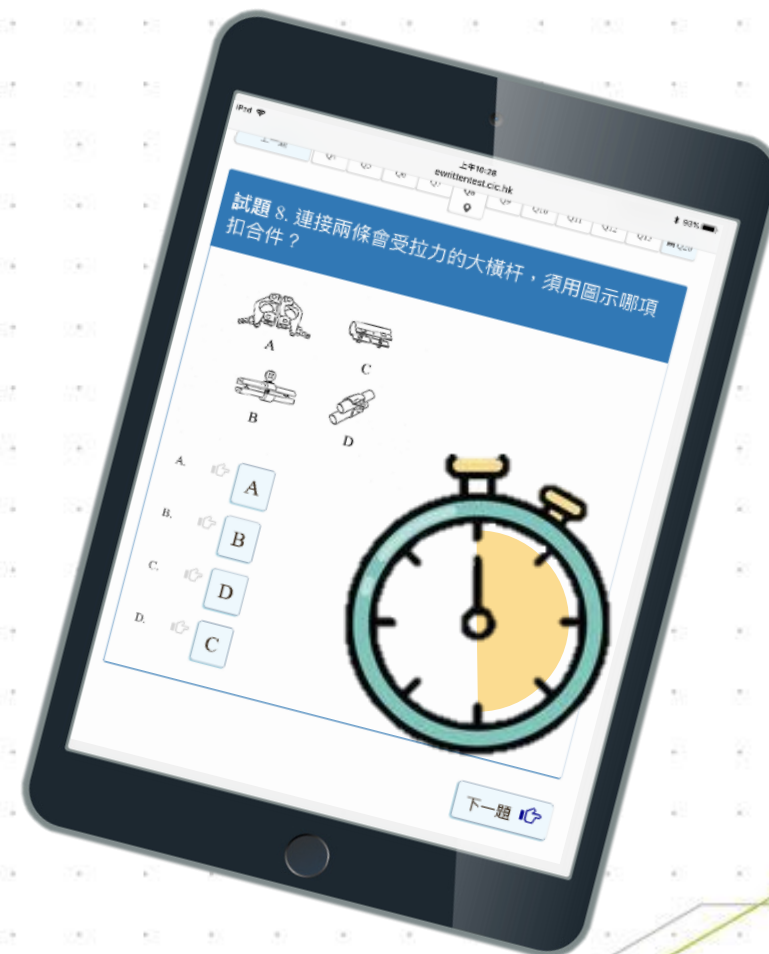 iPad
上午10:28
93%
ewrittentest.cic.hk
上一題
Q8 Q9 Q10 Q11 Q12 Q13 Q20
試題 8. 連接兩條會受拉力的大橫杆，須用圖示哪項
扣合件？
A
C
B
D
A. A
B. B
C. D
D. C
下一題